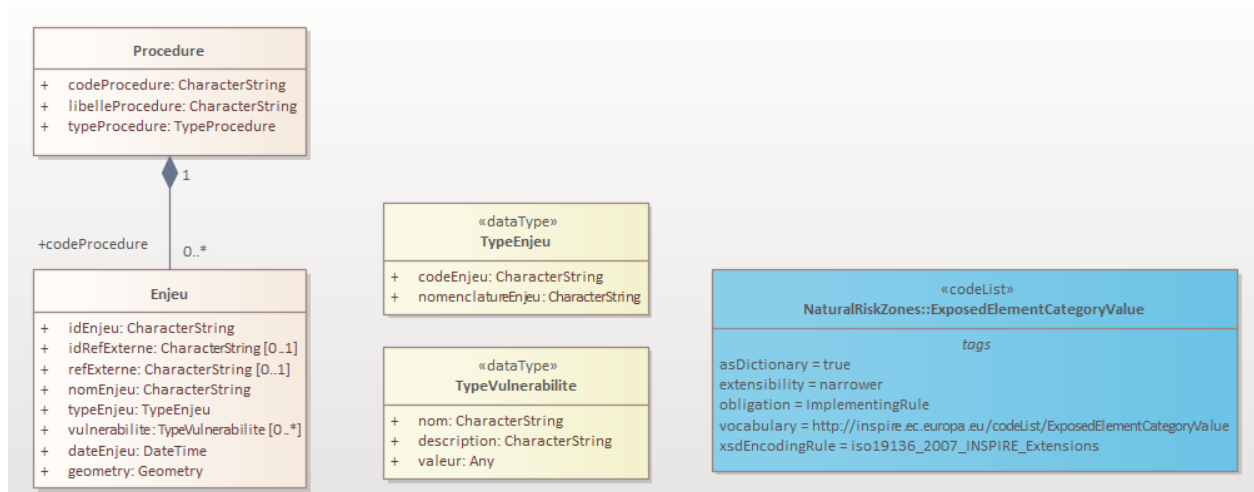 Procedure
+ codeProcedure: CharacterString
+ libelleProcedure: CharacterString
+ typeProcedure: TypeProcedure
1
+codeProcedure
0..*
Enjeu
+ idEnjeu: CharacterString
+ idRefExterne: CharacterString [0..1]
+ refExterne: CharacterString [0..1]
+ nomEnjeu: CharacterString
+ typeEnjeu: TypeEnjeu
+ vulnerabilite: TypeVulnerabilite [0..*]
+ dateEnjeu: DateTime
+ geometry: Geometry
«dataType»
TypeEnjeu
+ codeEnjeu: CharacterString
+ nomenclatureEnjeu: CharacterString
«dataType»
TypeVulnerabilite
+ nom: CharacterString
+ description: CharacterString
+ valeur: Any
«codeList»
NaturalRiskZones::ExposedElementCategoryValue
tags
asDictionary = true
extensibility = narrower
obligation = ImplementingRule
vocabulary = http://inspire.ec.europa.eu/codeList/ExposedElementCategoryValue
xsdEncodingRule = iso19136_2007_INSPIRE_Extensions